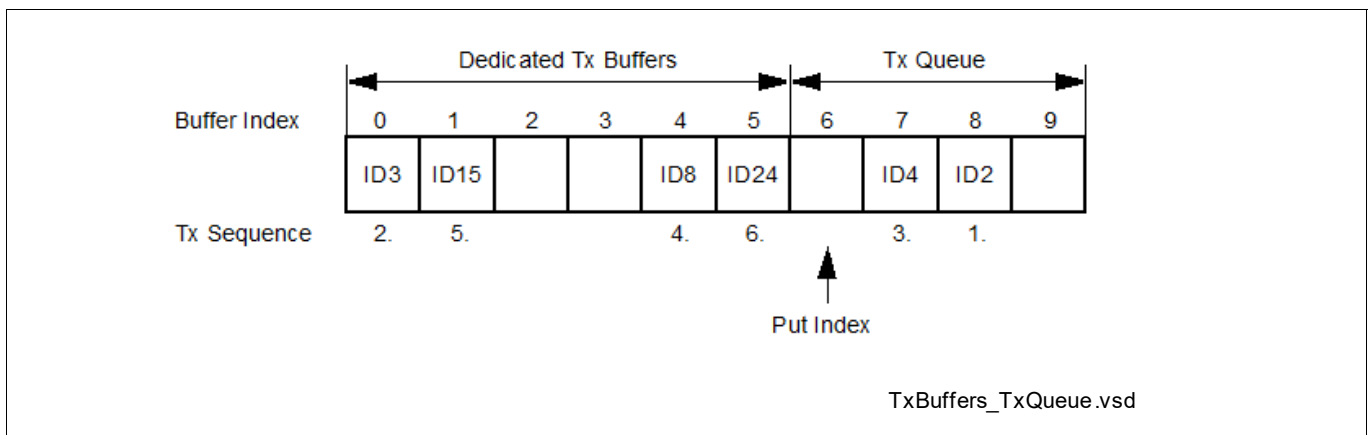 Dedicated Tx Buffers Tx Queue
Buffer Index 0 1 2 3 4 5 6 7 8 9
ID3 ID15 ID8 ID24 ID4 ID2
Tx Sequence 2. 5. 4. 6. 3. 1.
Put Index
TxBuffers_TxQueue.vsd